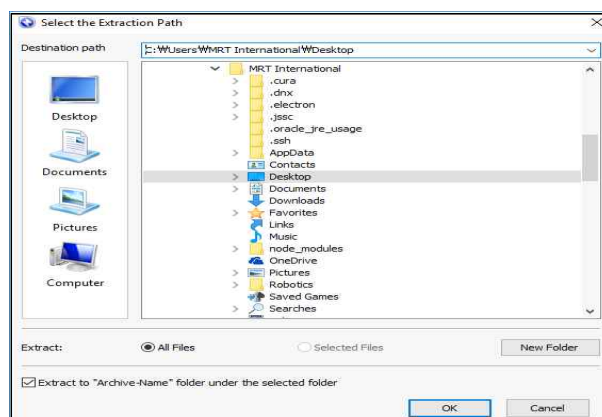 Select the Extraction Path
Destination path
C:₩Users₩MRT International₩Desktop
Desktop
Documents
Pictures
Computer
MRT International
.cura
.dnx
.electron
.jssc
.oracle_jre_usage
.ssh
AppData
Contacts
Desktop
Documents
Downloads
Favorites
Links
Music
node_modules
OneDrive
Pictures
Robotics
Saved Games
Searches
Extract:
All Files
Selected Files
New Folder
Extract to "Archive-Name" folder under the selected folder
OK
Cancel